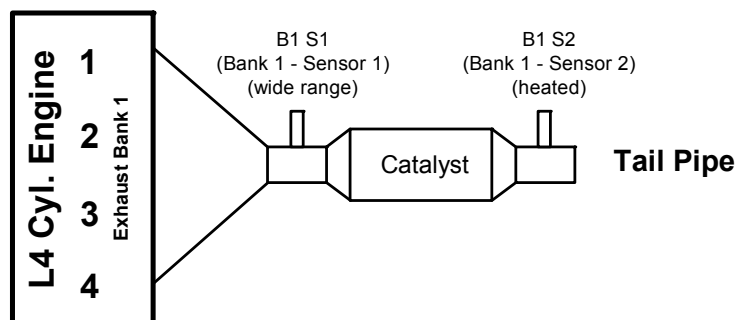 L4 Cyl. Engine
1
2
3
4
Exhaust Bank 1
B1 S1
(Bank 1 - Sensor 1)
(wide range)
Catalyst
B1 S2
(Bank 1 - Sensor 2)
(heated)
Tail Pipe